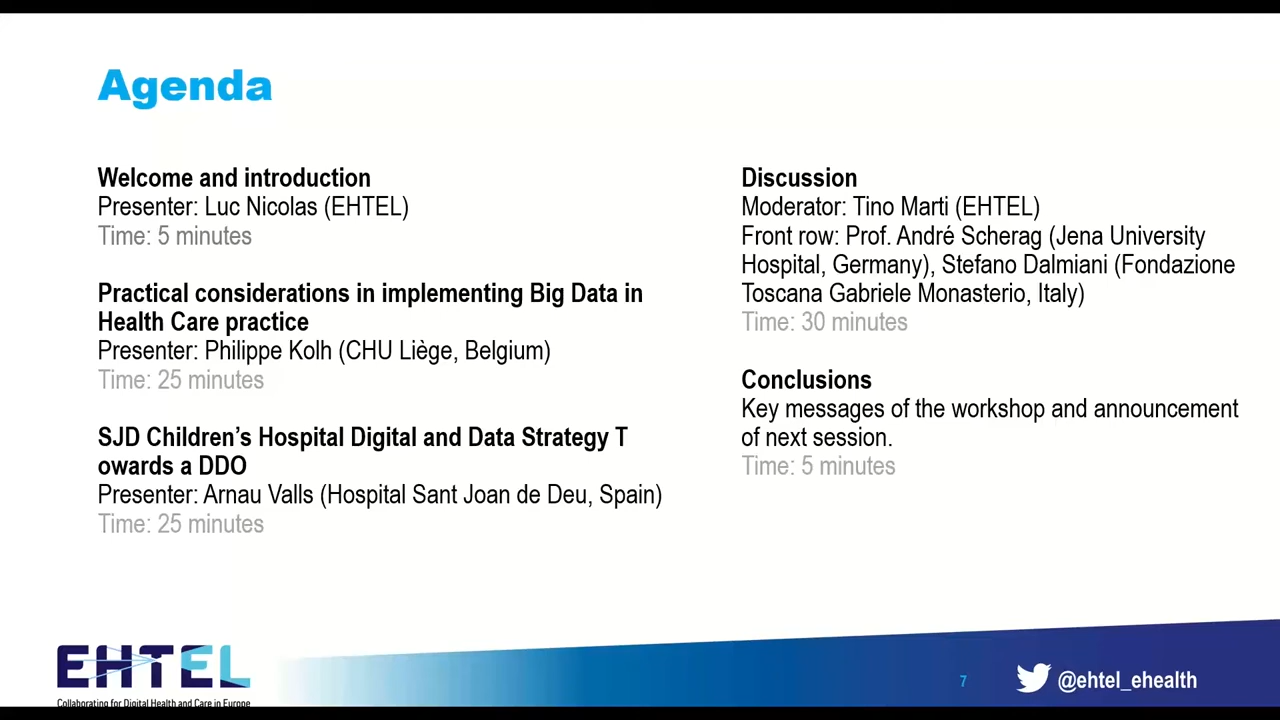 Agenda
Welcome and introduction
Presenter: Luc Nicolas (EHTEL)
Time: 5 minutes
Practical considerations in implementing Big Data in
Health Care practice
Presenter: Philippe Kolh (CHU Liège, Belgium)
Time: 25 minutes
SJD Children’s Hospital Digital and Data Strategy T
owards a DDO
Presenter: Arnau Valls (Hospital Sant Joan de Deu, Spain)
Time: 25 minutes
Discussion
Moderator: Tino Marti (EHTEL)
Front row: Prof. André Scherag (Jena University
Hospital, Germany), Stefano Dalmiani (Fondazione
Toscana Gabriele Monasterio, Italy)
Time: 30 minutes
Conclusions
Key messages of the workshop and announcement
of next session.
Time: 5 minutes
EHTEL
Collaborating for Digital Health and Care in Europe
7
@ehtel_ehealth